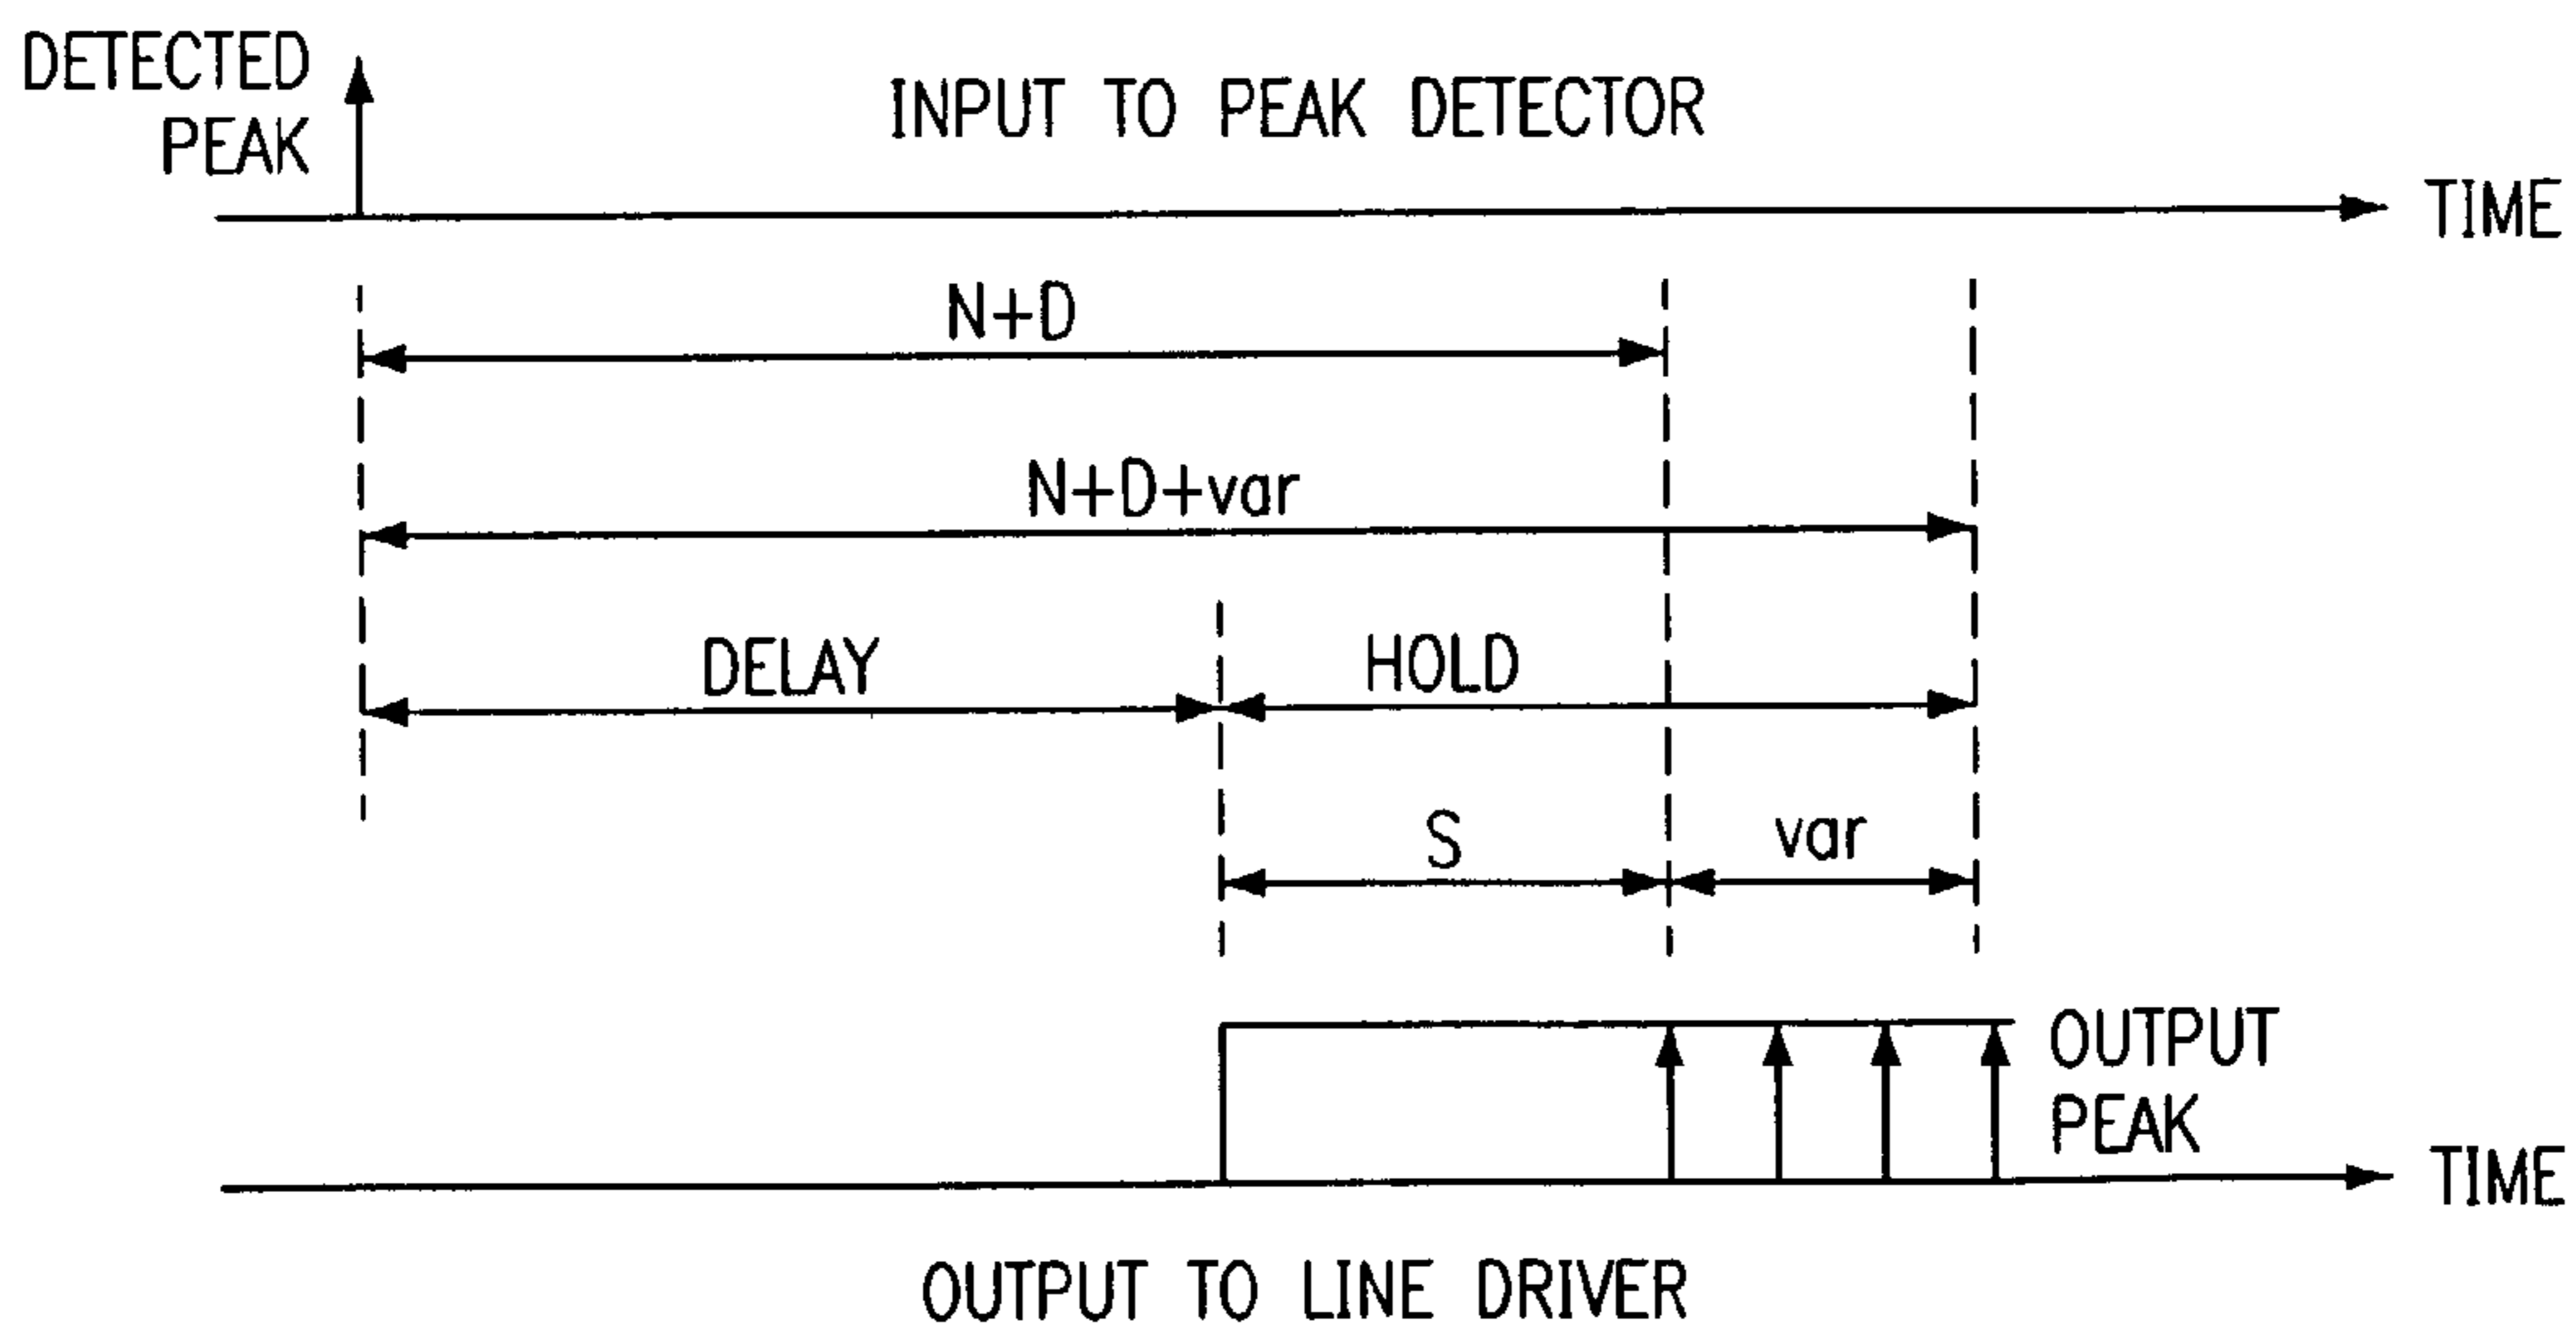 DETECTED
PEAK
INPUT TO PEAK DETECTOR
TIME
N+D
N+D+var
DELAY
HOLD
S
var
OUTPUT
PEAK
TIME
OUTPUT TO LINE DRIVER